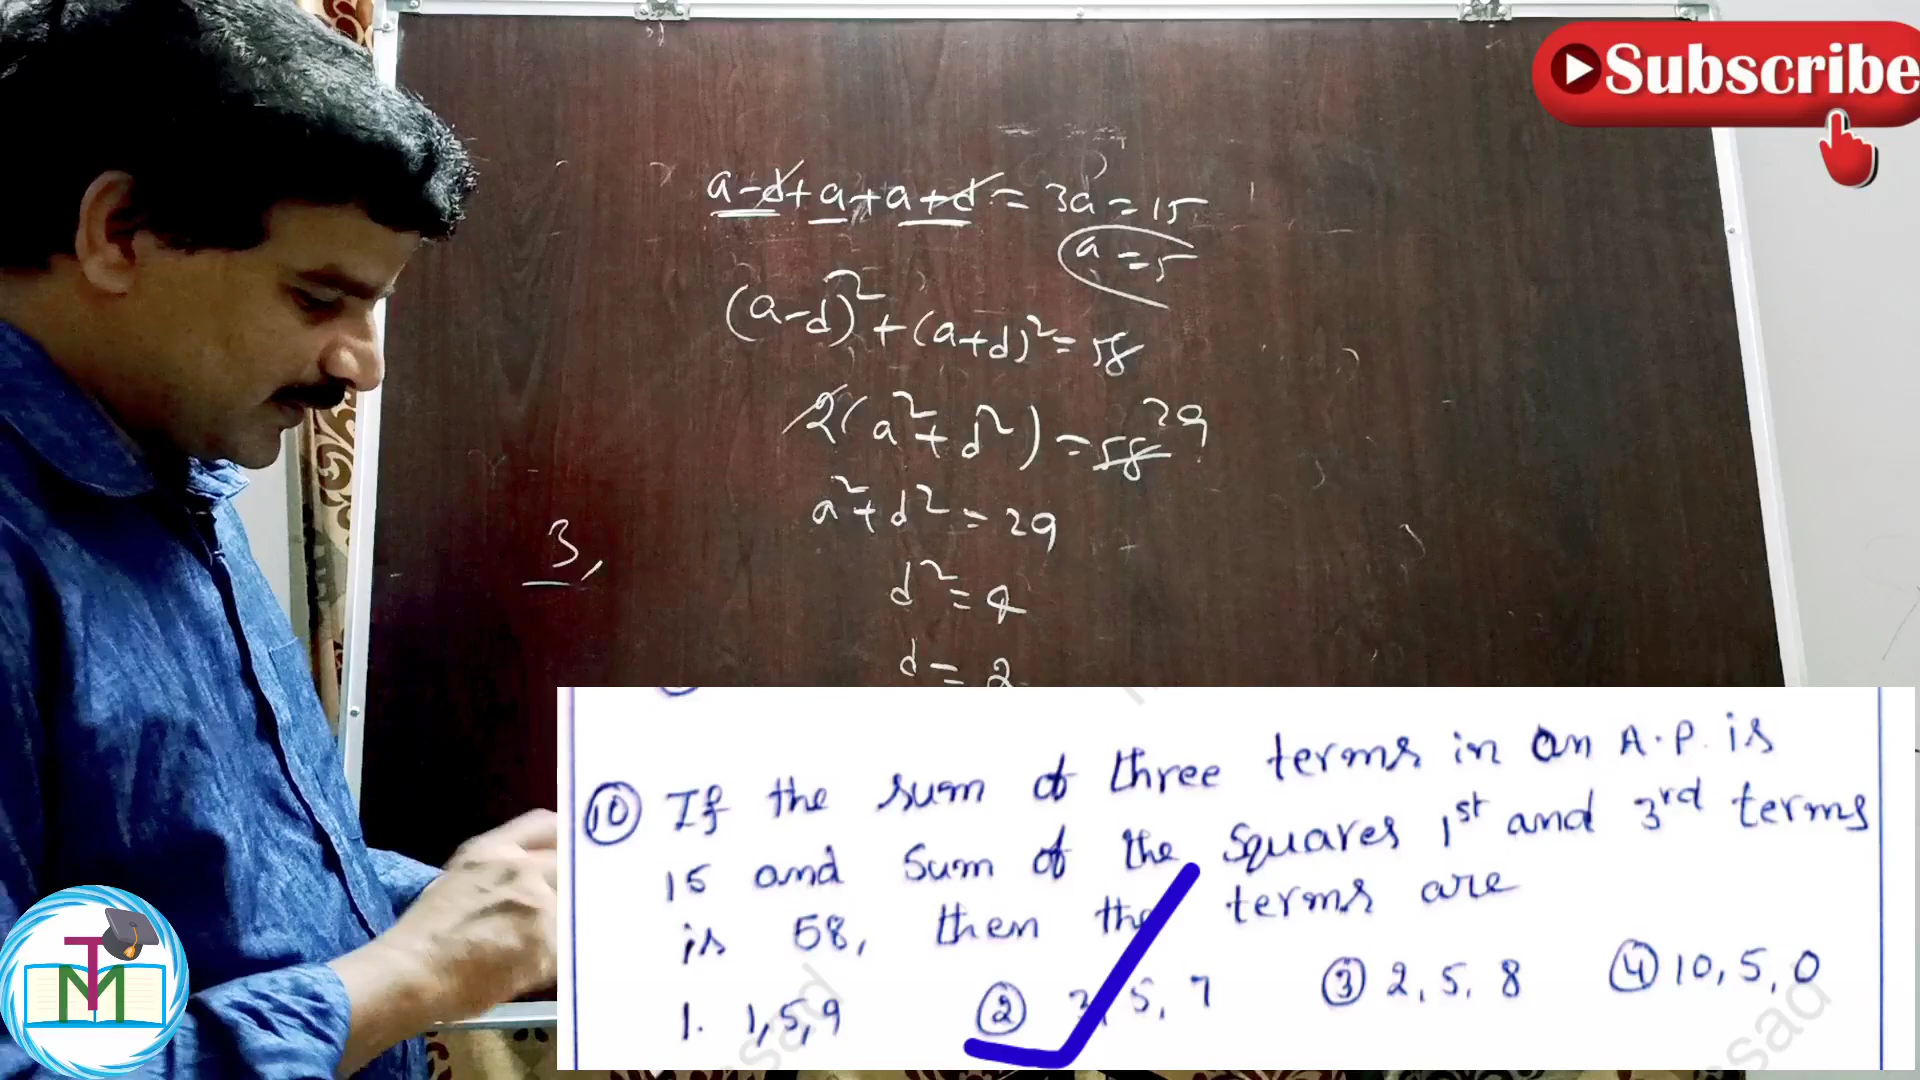 Subscribe
a-d+a+a+d = 3a = 15
a = 5
(a-d)²+(a+d)² = 58
2(a²+d²) = 58 29
a²+d² = 29
3,
d² = 4
d = 2
⑩ If the sum of three terms in an A.P. is
15 and sum of the squares 1st and 3rd terms
is 58, then the terms are
1. 1,5,9 ② 3, 5, 7 ③ 2, 5, 8 ④ 10, 5, 0
TM